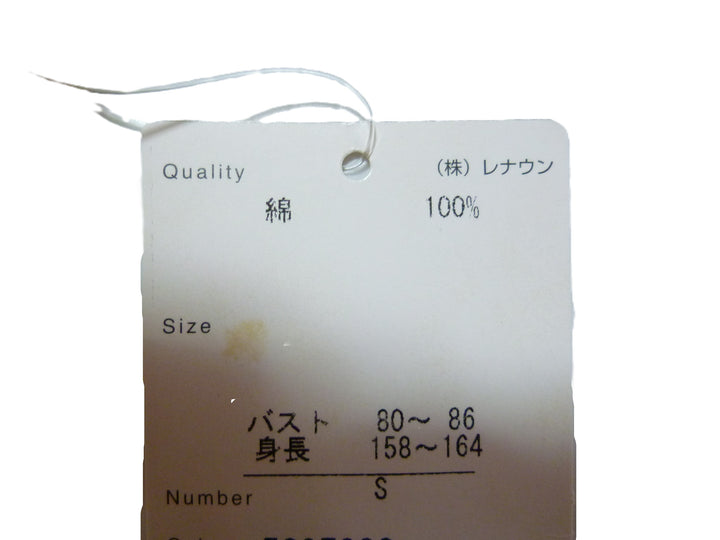 Quality （株）レナウン
綿 100%
Size
バスト 80～ 86
身長 158～164
S
Number